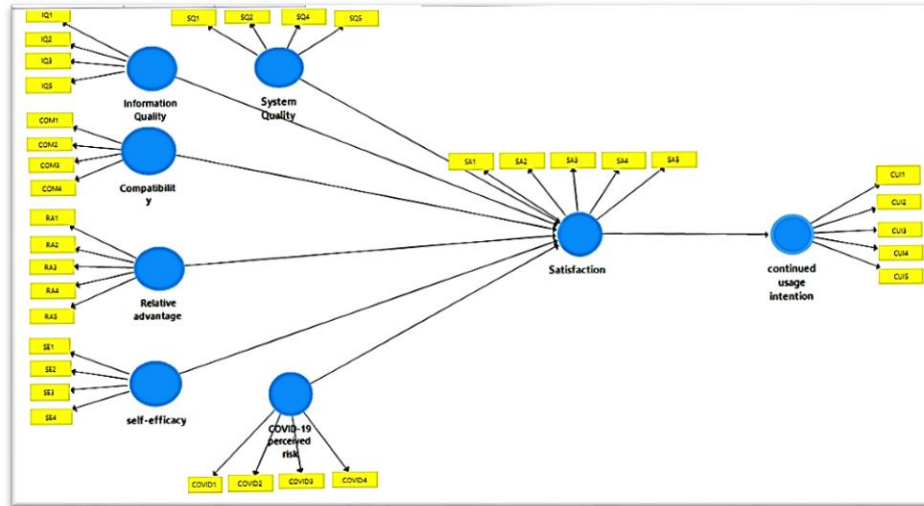 IQ1
IQ2
IQ3
IQ5
Information
Quality
SQ1
SQ2
SQ4
SQ5
System
Quality
COM1
COM2
COM3
COM4
Compatibilit
y
RA1
RA2
RA3
RA4
RA5
Relative
advantage
SE1
SE2
SE3
SE4
self-efficacy
COVID-19
perceived
risk
COVID1
COVID2
COVID3
COVID4
SA1
SA2
SA3
SA4
SA5
Satisfaction
CUI1
CUI2
CUI3
CUI4
CUI5
continued
usage
intention